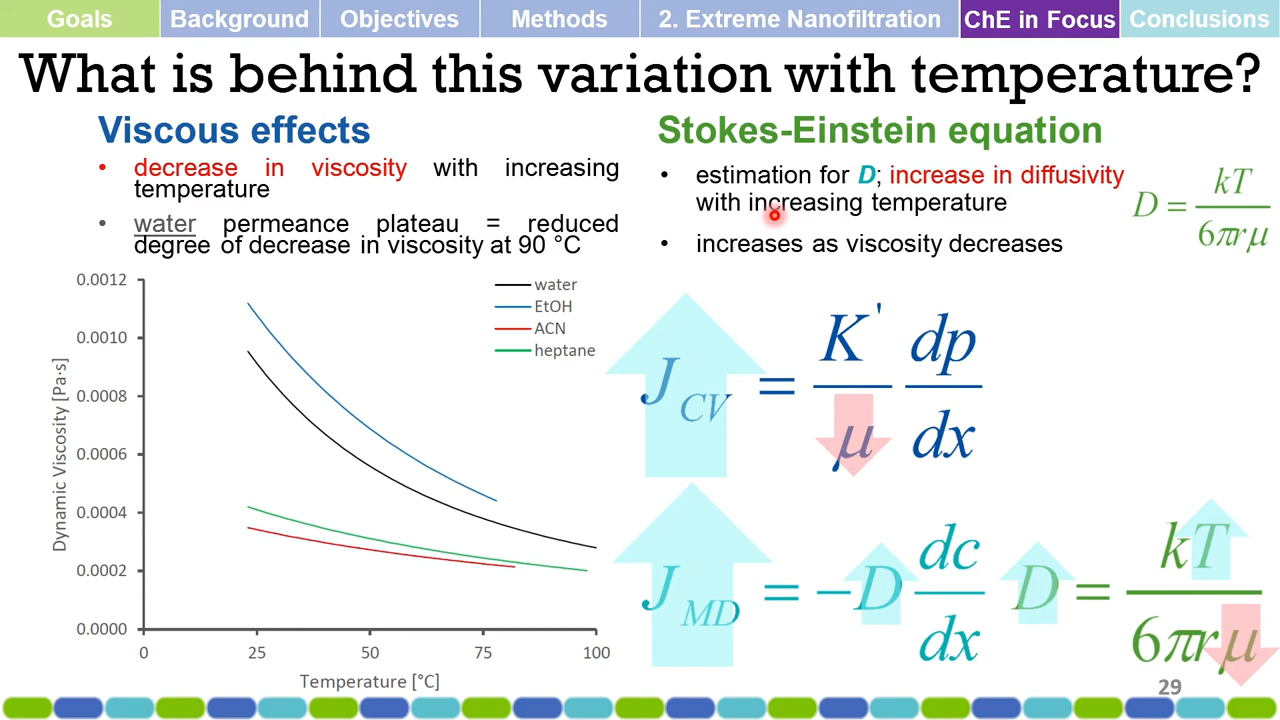 Goals Background Objectives Methods 2. Extreme Nanofiltration ChE in Focus Conclusions
What is behind this variation with temperature?
Viscous effects
• decrease in viscosity with increasing
temperature
• water permeance plateau = reduced
degree of decrease in viscosity at 90 °C
Stokes-Einstein equation
• estimation for D; increase in diffusivity
with increasing temperature
• increases as viscosity decreases
D = kT / 6πrμ
Dynamic Viscosity [Pa·s]
0.0012
0.0010
0.0008
0.0006
0.0004
0.0002
0.0000
water
EtOH
ACN
heptane
0 25 50 75 100
Temperature [°C]
J_CV = K' / μ dp / dx
J_MD = −D dc / dx
D = kT / 6πrμ
29